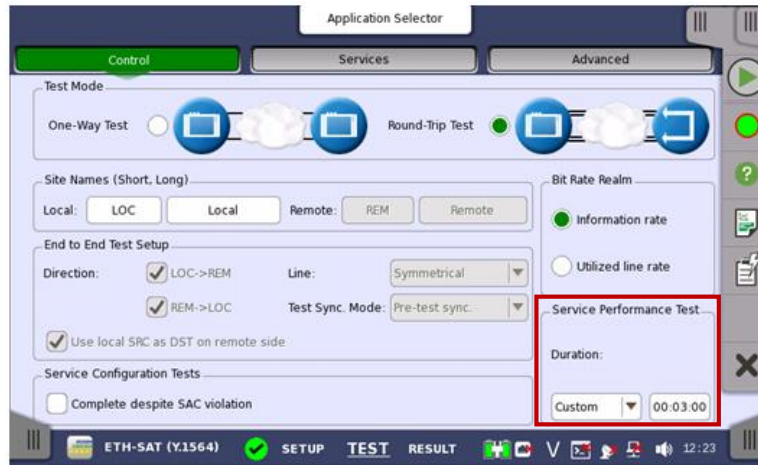 Application Selector
Control Services Advanced
Test Mode
One-Way Test Round-Trip Test
Site Names (Short, Long)
Local: LOC Local Remote: REM Remote
Bit Rate Realm
Information rate
Utilized line rate
End to End Test Setup
Direction: LOC->REM Line: Symmetrical
REM->LOC Test Sync. Mode: Pre-test sync.
Use local SRC as DST on remote side
Service Performance Test
Duration:
Custom 00:03:00
Service Configuration Tests
Complete despite SAC violation
ETH-SAT (Y.1564) SETUP TEST RESULT V 12:23